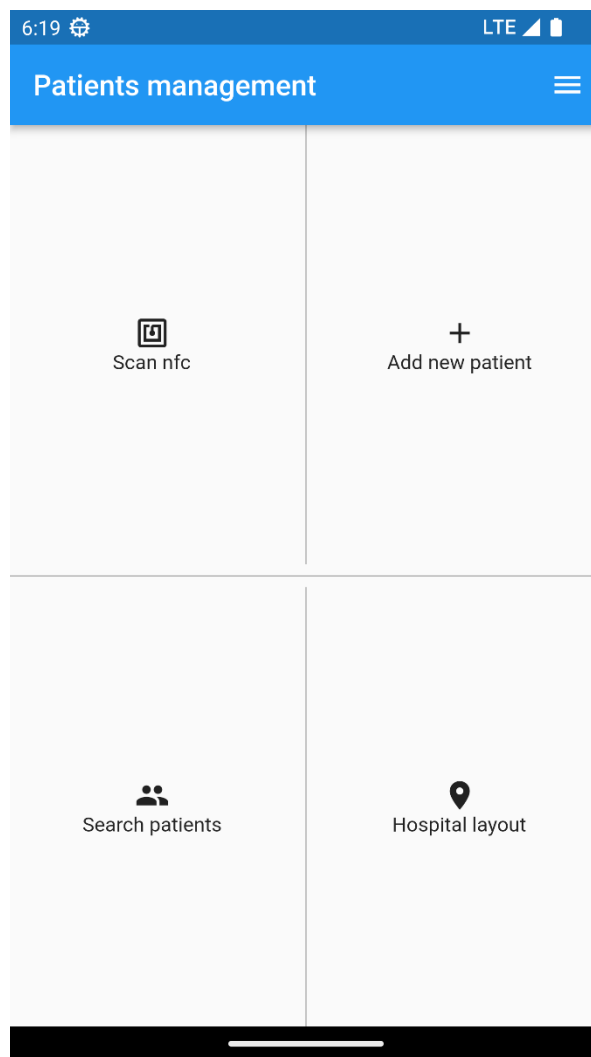 6:19 LTE
Patients management
Scan nfc
Add new patient
Search patients
Hospital layout